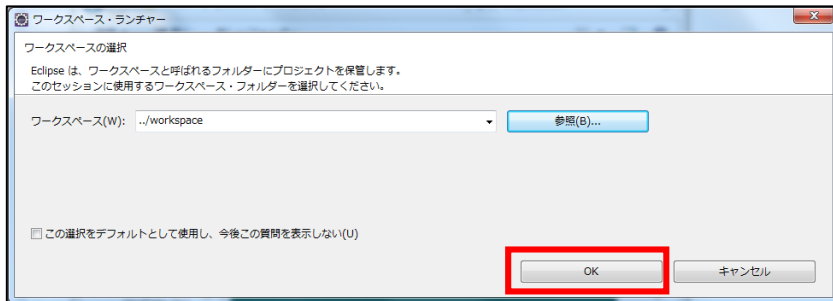 ワークスペース・ランチャー
ワークスペースの選択
Eclipse は、ワークスペースと呼ばれるフォルダーにプロジェクトを保管します。
このセッションに使用するワークスペース・フォルダーを選択してください。
ワークスペース(W): ../workspace 参照(B)...
この選択をデフォルトとして使用し、今後この質問を表示しない(U)
OK キャンセル